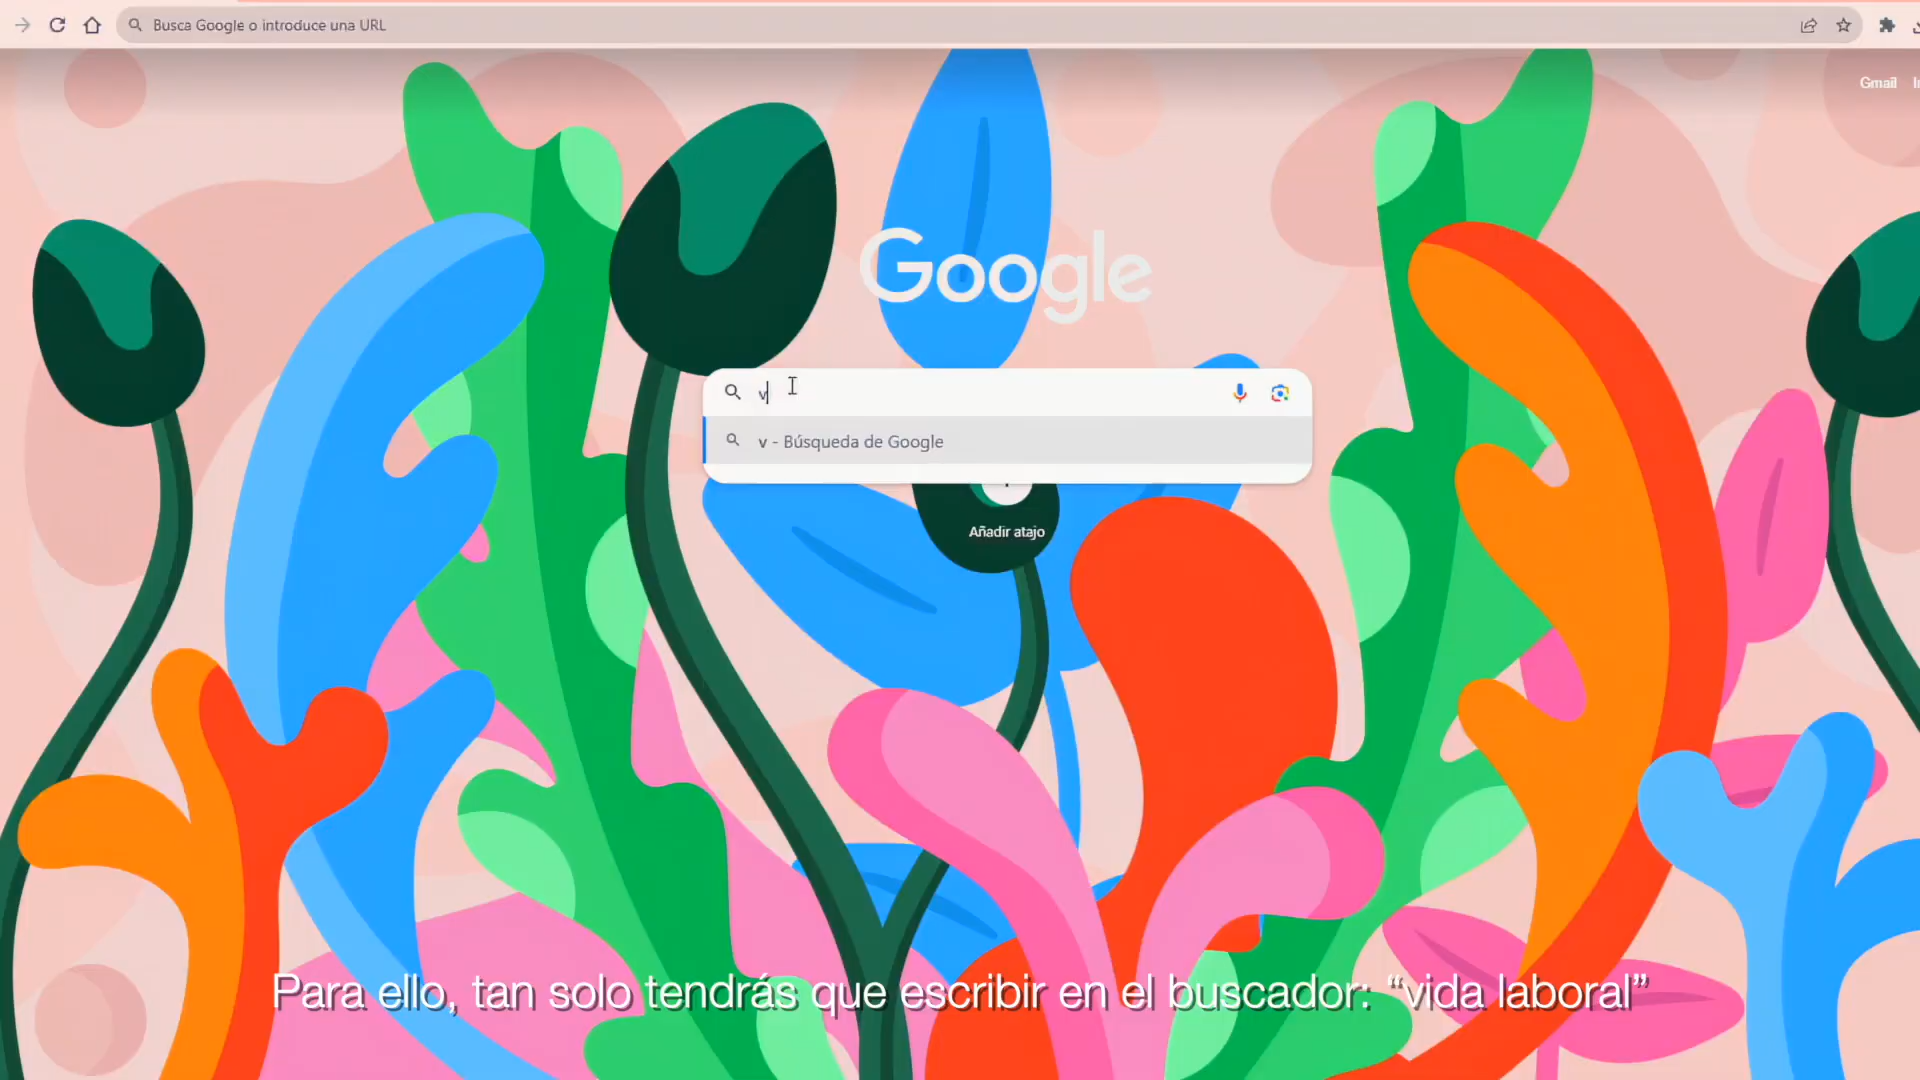 Busca Google o introduce una URL
Gmail
Google
v
v - Búsqueda de Google
Añadir atajo
Para ello, tan solo tendrás que escribir en el buscador: “vida laboral”